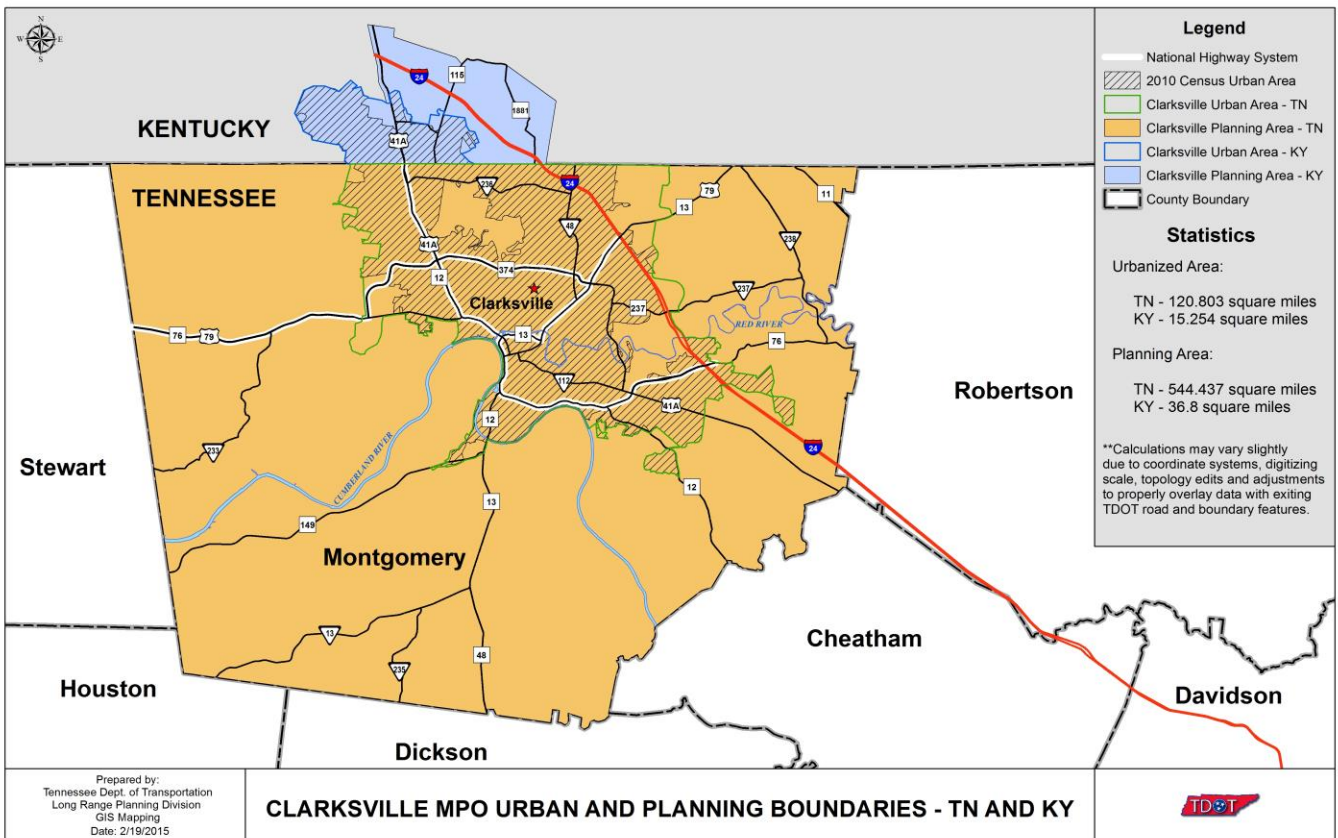 N
W E
S
KENTUCKY
TENNESSEE
24
115
1881
41A
236
24
79
13
11
48
238
41A
374
12
Clarksville
237
237
RED RIVER
76
79
13
76
112
41A
12
24
233
CUMBERLAND RIVER
12
13
149
Montgomery
13
235
48
Stewart
Houston
Dickson
Cheatham
Robertson
Davidson
Legend
National Highway System
2010 Census Urban Area
Clarksville Urban Area - TN
Clarksville Planning Area - TN
Clarksville Urban Area - KY
Clarksville Planning Area - KY
County Boundary
Statistics
Urbanized Area:
TN - 120.803 square miles
KY - 15.254 square miles
Planning Area:
TN - 544.437 square miles
KY - 36.8 square miles
**Calculations may vary slightly
due to coordinate systems, digitizing
scale, topology edits and adjustments
to properly overlay data with exiting
TDOT road and boundary features.
Prepared by:
Tennessee Dept. of Transportation
Long Range Planning Division
GIS Mapping
Date: 2/19/2015
CLARKSVILLE MPO URBAN AND PLANNING BOUNDARIES - TN AND KY
TDOT